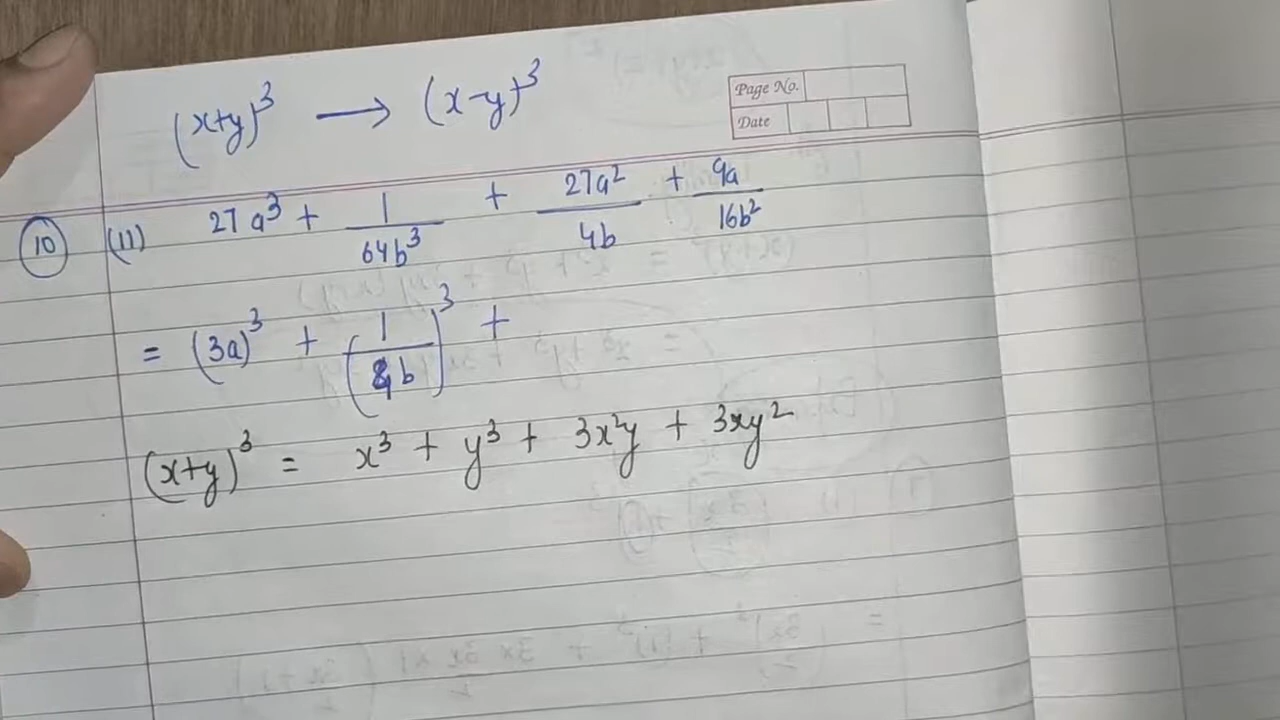 (x+y)³ → (x-y)³
Page No.
Date
10 (11) 27a³ + 1/64b³ + 27a²/4b + 9a/16b²
= (3a)³ + (1/4b)³ +
(x+y)³ = x³ + y³ + 3x²y + 3xy²